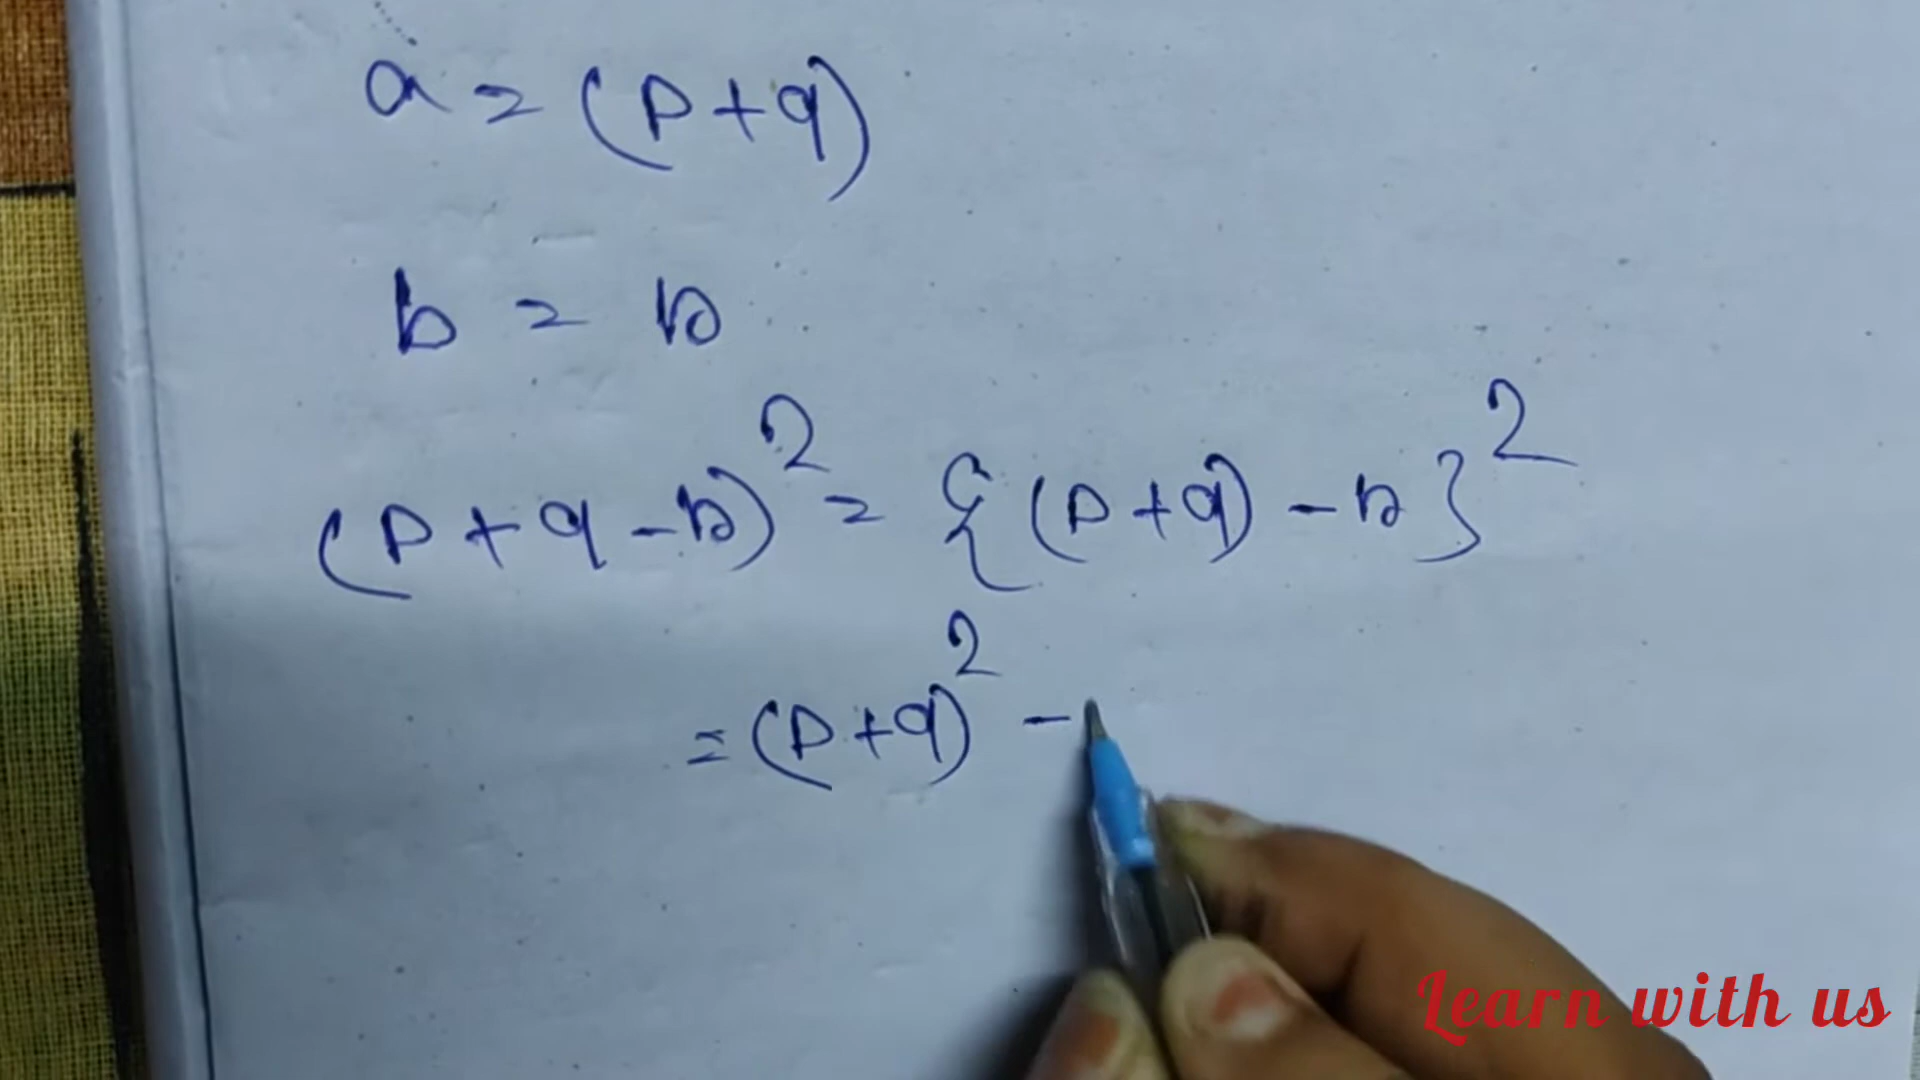 a = (p+q)
b = r
(p+q-r)² = {(p+q) - r}²
= (p+q)² -
Learn with us